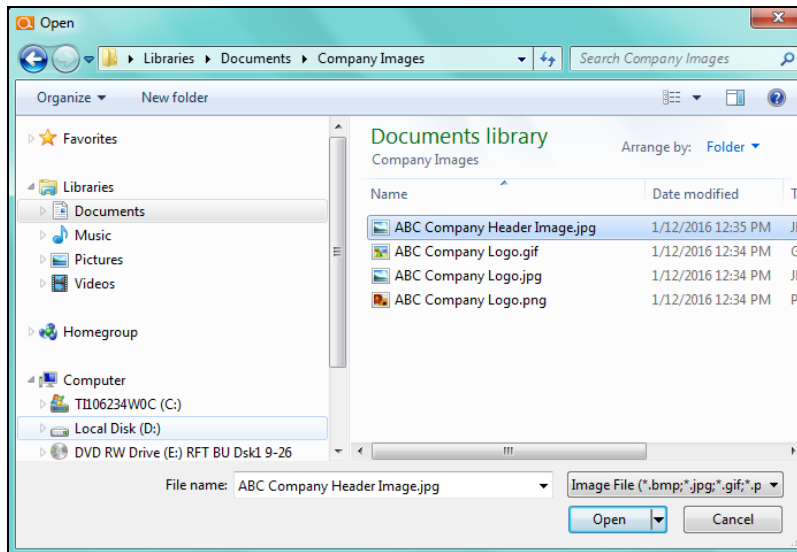 Open
Libraries Documents Company Images Search Company Images
Organize New folder
Favorites
Libraries
Documents
Music
Pictures
Videos
Homegroup
Computer
TI106234W0C (C:)
Local Disk (D:)
DVD RW Drive (E:) RFT BU Dsk1 9-26
Documents library
Company Images
Arrange by: Folder
Name Date modified T
ABC Company Header Image.jpg 1/12/2016 12:35 PM
ABC Company Logo.gif 1/12/2016 12:34 PM G
ABC Company Logo.jpg 1/12/2016 12:34 PM
ABC Company Logo.png 1/12/2016 12:34 PM P
File name: ABC Company Header Image.jpg Image File (*.bmp;*.jpg;*.gif;*.p
Open Cancel